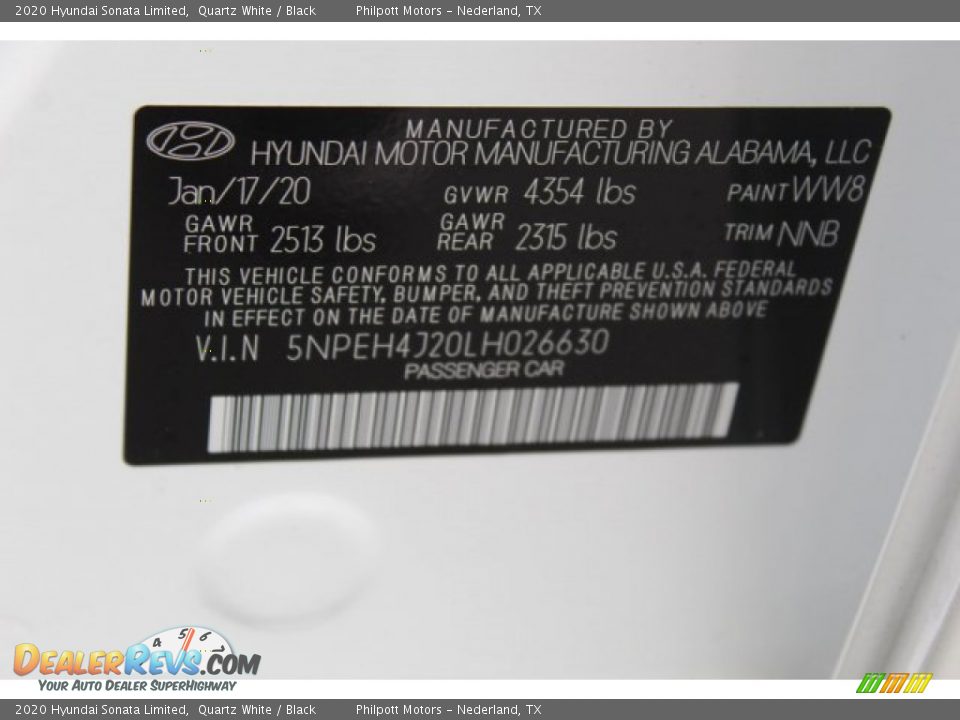 2020 Hyundai Sonata Limited, Quartz White / Black Philpott Motors - Nederland, TX
MANUFACTURED BY
HYUNDAI MOTOR MANUFACTURING ALABAMA, LLC
Jan/17/20 GVWR 4354 lbs PAINT WW8
GAWR FRONT 2513 lbs GAWR REAR 2315 lbs TRIM NNB
THIS VEHICLE CONFORMS TO ALL APPLICABLE U.S.A. FEDERAL
MOTOR VEHICLE SAFETY, BUMPER, AND THEFT PREVENTION STANDARDS
IN EFFECT ON THE DATE OF MANUFACTURE SHOWN ABOVE
V.I.N 5NPEH4J20LH026630
PASSENGER CAR
4 5 6 7
DEALERREVS.COM
YOUR AUTO DEALER SUPERHIGHWAY
2020 Hyundai Sonata Limited, Quartz White / Black Philpott Motors - Nederland, TX